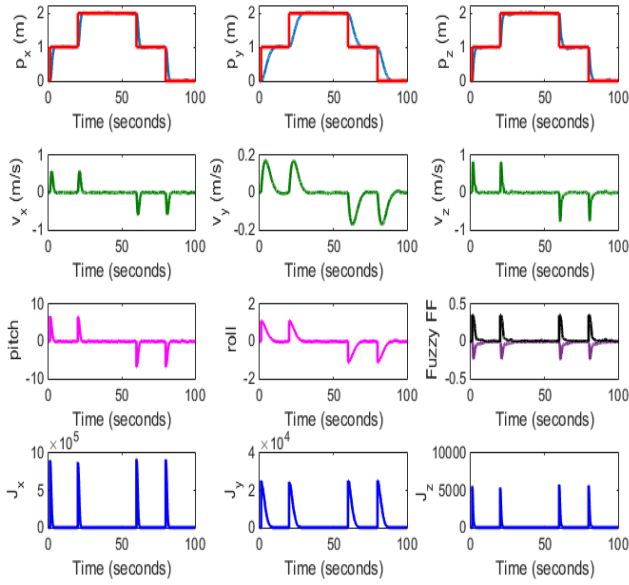 p_x (m)
2
1
0
0 50 100
Time (seconds)
p_y (m)
2
1
0
0 50 100
Time (seconds)
p_z (m)
2
1
0
0 50 100
Time (seconds)
v_x (m/s)
1
0
-1
0 50 100
Time (seconds)
v_y (m/s)
0.2
0
-0.2
0 50 100
Time (seconds)
v_z (m/s)
1
0
-1
0 50 100
Time (seconds)
pitch
10
0
-10
0 50 100
Time (seconds)
roll
2
0
-2
0 50 100
Time (seconds)
Fuzzy FF
0.5
0
-0.5
0 50 100
Time (seconds)
J_x
×10^5
10
5
0
0 50 100
Time (seconds)
J_y
×10^4
4
2
0
0 50 100
Time (seconds)
J_z
10000
5000
0
0 50 100
Time (seconds)